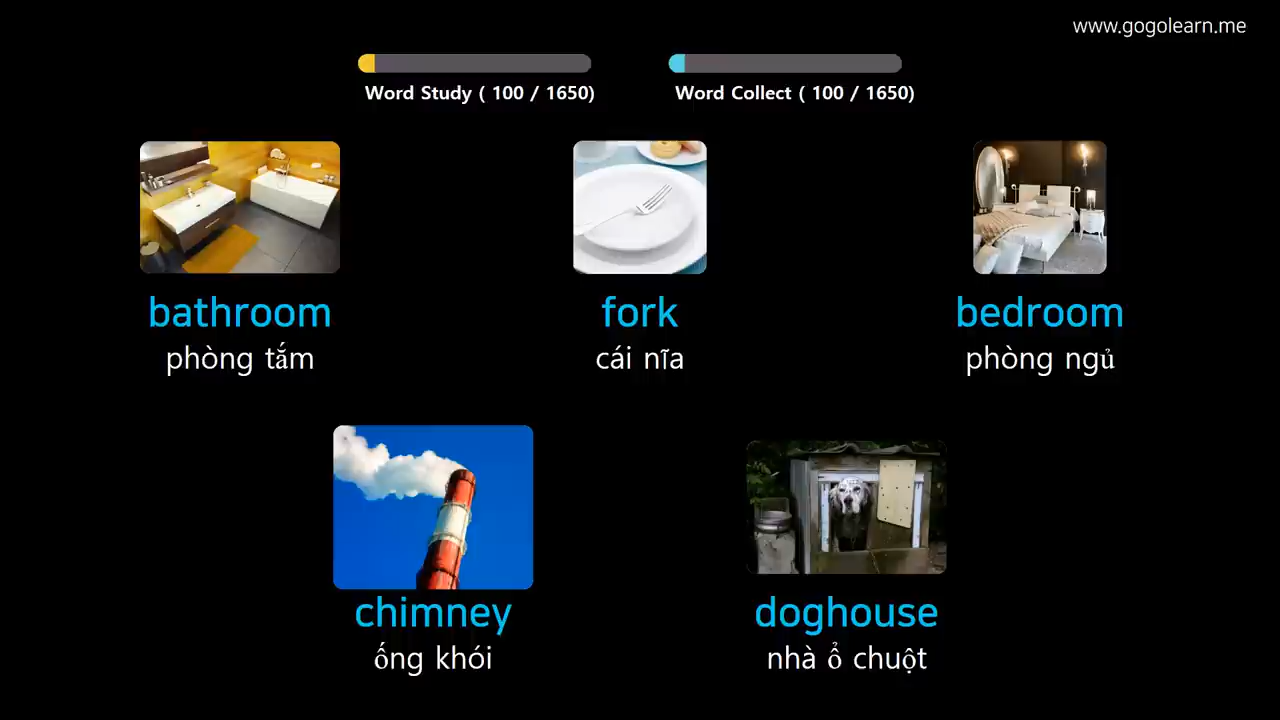 www.gogolearn.me
Word Study ( 100 / 1650)
Word Collect ( 100 / 1650)
bathroom
phòng tắm
fork
cái nĩa
bedroom
phòng ngủ
chimney
ống khói
doghouse
nhà ổ chuột